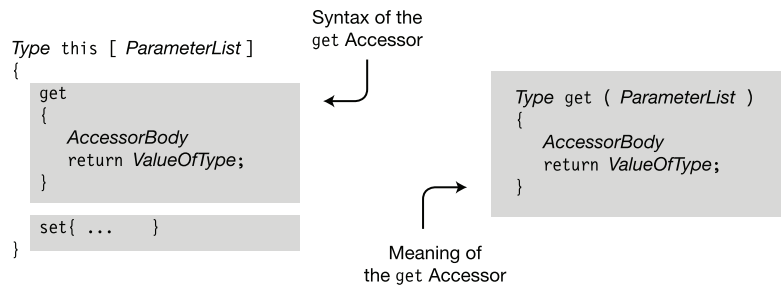 Syntax of the
get Accessor
Type this [ ParameterList ]
{
get
{
AccessorBody
return ValueOfType;
}
set{ ... }
}
Type get ( ParameterList )
{
AccessorBody
return ValueOfType;
}
Meaning of
the get Accessor